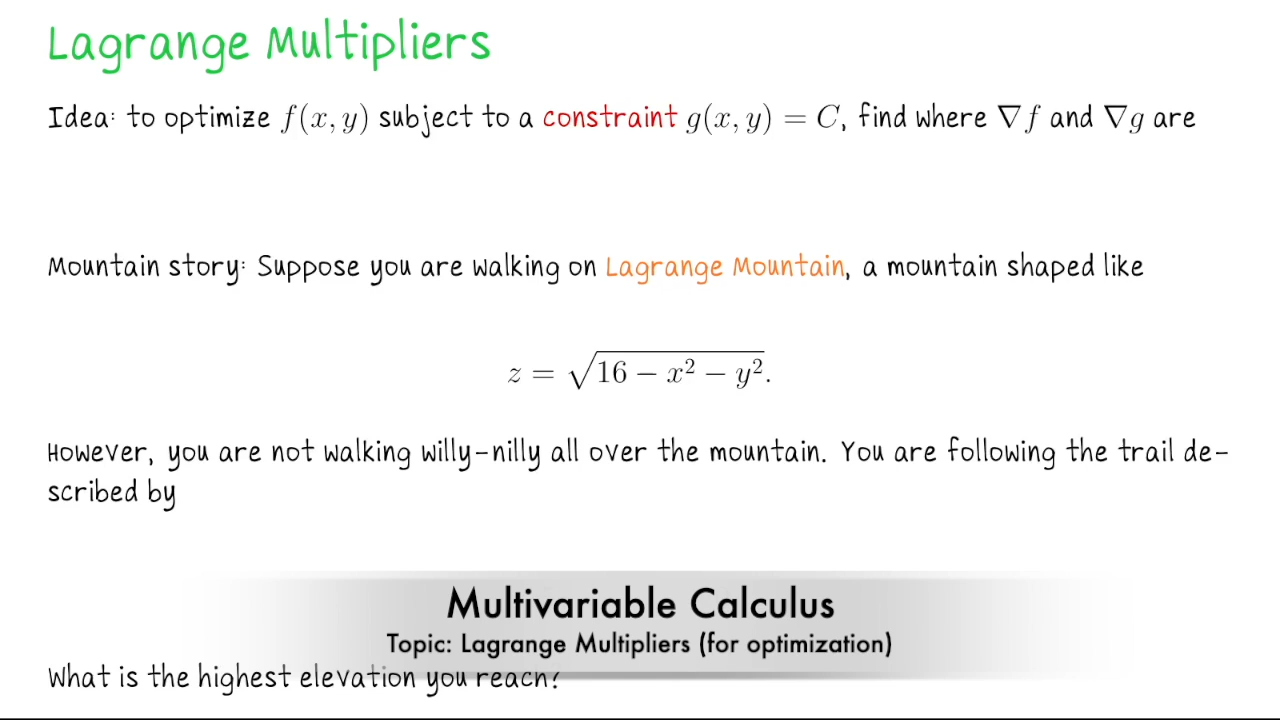 Lagrange Multipliers
Idea: to optimize f(x, y) subject to a constraint g(x, y) = C, find where ∇f and ∇g are
Mountain story: Suppose you are walking on Lagrange Mountain, a mountain shaped like
z = √(16 − x² − y²).
However, you are not walking willy-nilly all over the mountain. You are following the trail de-
scribed by
Multivariable Calculus
Topic: Lagrange Multipliers (for optimization)
What is the highest elevation you reach?